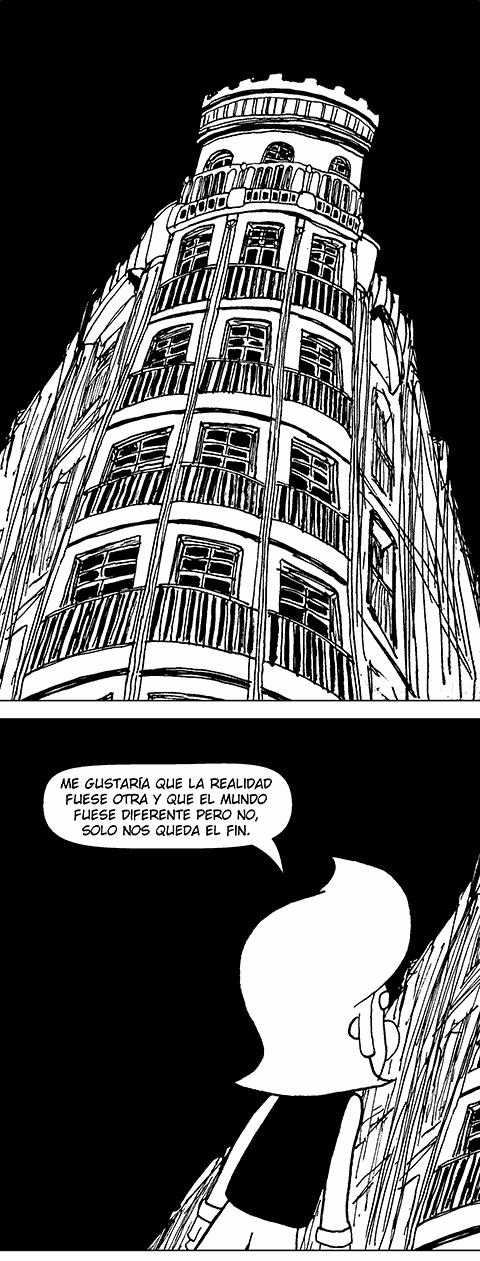 ME GUSTARÍA QUE LA REALIDAD
FUESE OTRA Y QUE EL MUNDO
FUESE DIFERENTE PERO NO,
SOLO NOS QUEDA EL FIN.